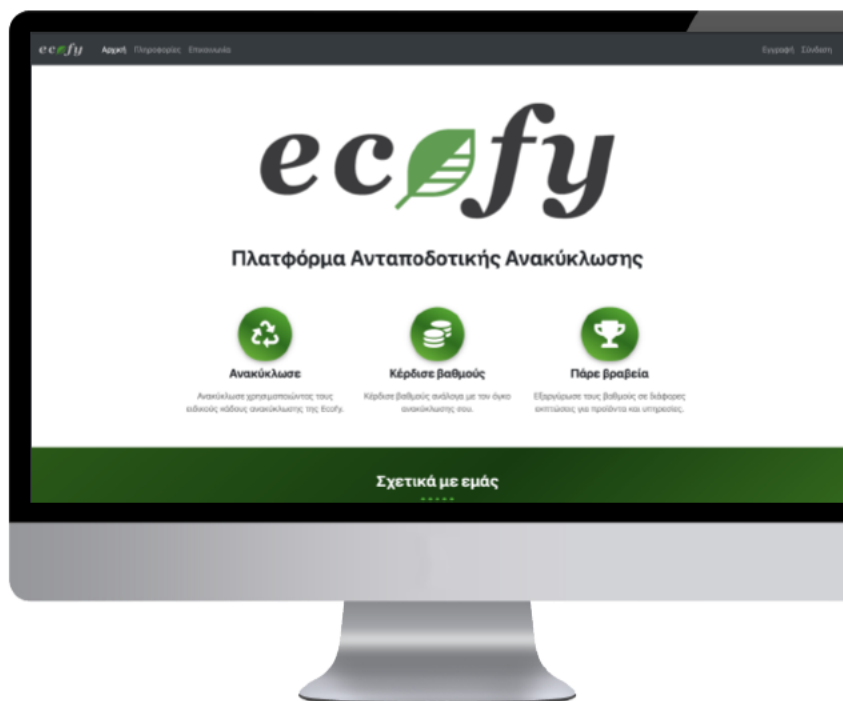 ecofy Αρχική Πληροφορίες Επικοινωνία Εγγραφή Σύνδεση
ecofy
Πλατφόρμα Ανταποδοτικής Ανακύκλωσης
Ανακύκλωσε
Ανακύκλωσε χρησιμοποιώντας τους
ειδικούς κάδους ανακύκλωσης της Ecofy.
Κέρδισε βαθμούς
Κέρδισε βαθμούς ανάλογα με τον όγκο
ανακύκλωσης σου.
Πάρε βραβεία
Εξαργύρωσε τους βαθμούς σε διάφορες
εκπτώσεις για προϊόντα και υπηρεσίες.
Σχετικά με εμάς